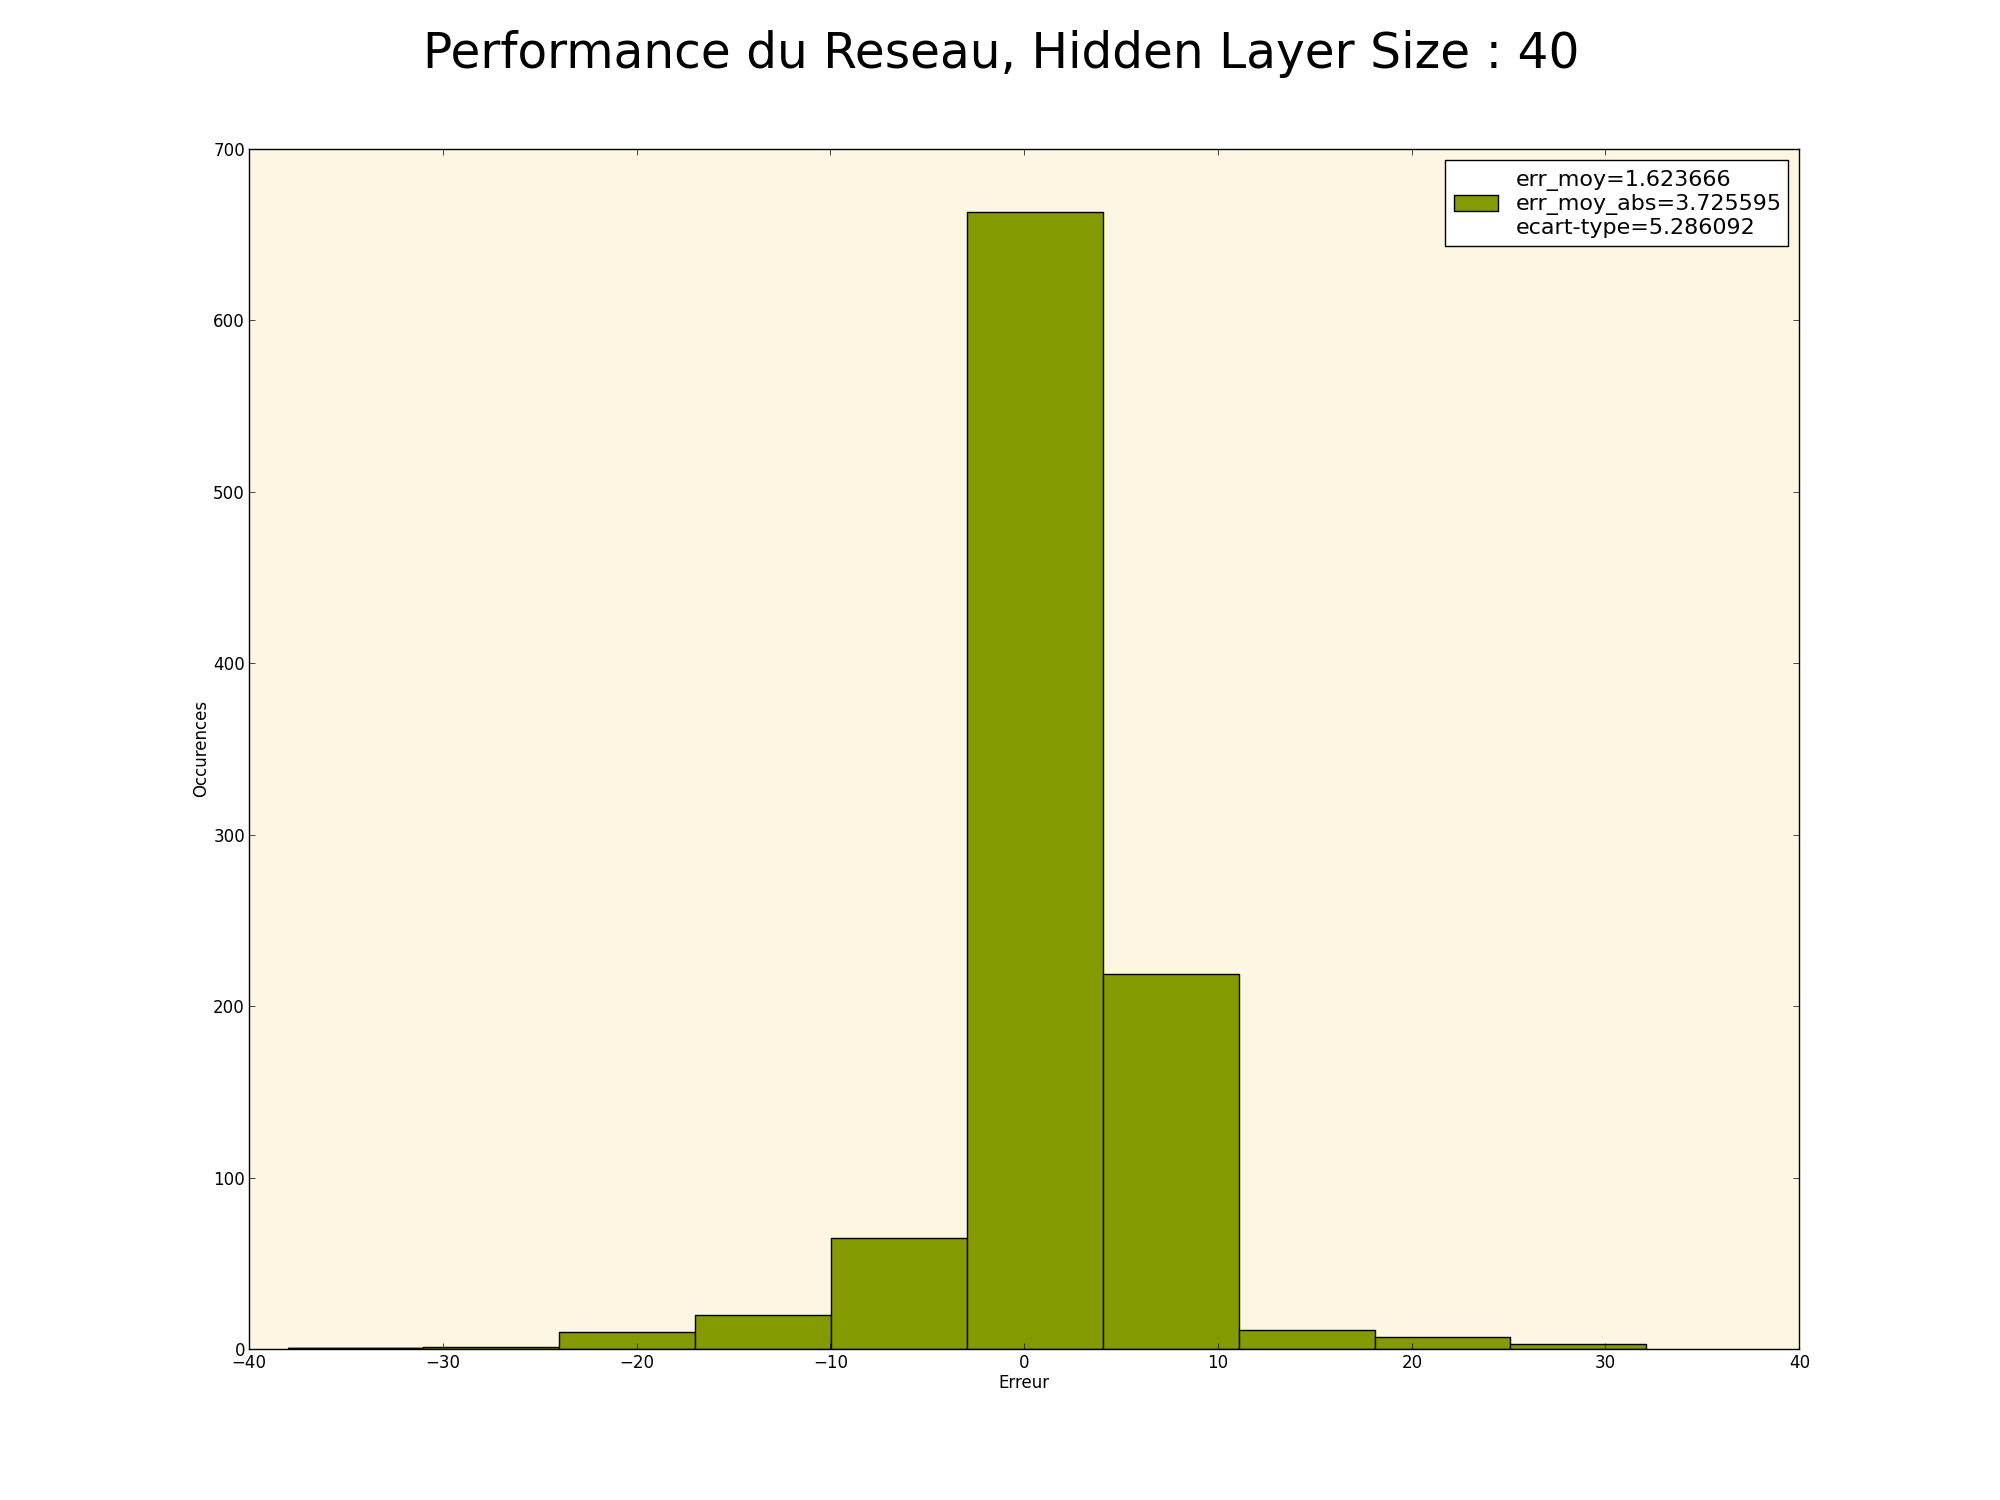 Performance du Reseau, Hidden Layer Size : 40
700
err_moy=1.623666
err_moy_abs=3.725595
ecart-type=5.286092
600
500
400
Occurences
300
200
100
0
−40 −30 −20 −10 0 10 20 30 40
Erreur